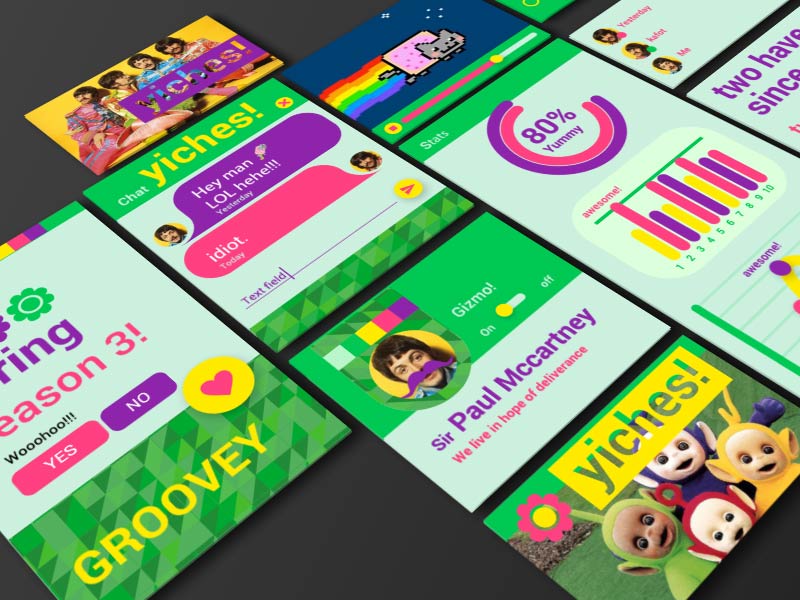 yiches!
Chat
yiches!
Hey man
LOL hehe!!!
Yesterday
idiot.
Today
Text field
Stats
80%
Yummy
awesome!
1 2 3 4 5 6 7 8 9 10
awesome!
Yesterday
kafot
Me
two have
since
ring
eason 3!
Wooohoo!!!
YES
NO
GROOVEY
Gizmo!
On
off
Sir Paul Mccartney
We live in hope of deliverance
yiches!